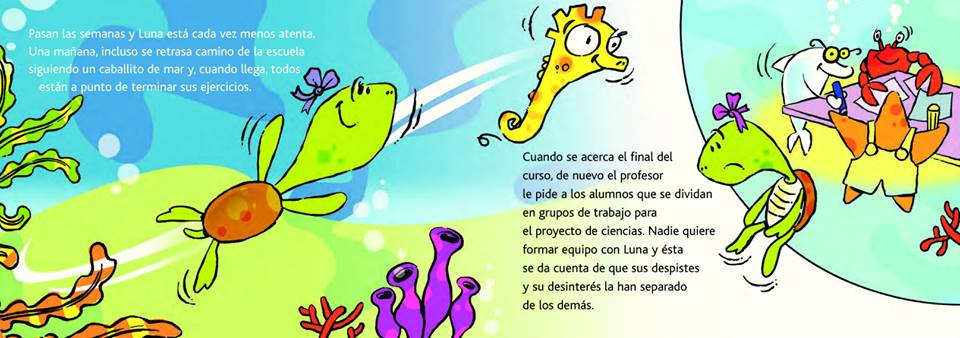 Pasan las semanas y Luna está cada vez menos atenta.
Una mañana, incluso se retrasa camino de la escuela
siguiendo un caballito de mar y, cuando llega, todos
están a punto de terminar sus ejercicios.
Cuando se acerca el final del
curso, de nuevo el profesor
le pide a los alumnos que se dividan
en grupos de trabajo para
el proyecto de ciencias. Nadie quiere
formar equipo con Luna y ésta
se da cuenta de que sus despistes
y su desinterés la han separado
de los demás.